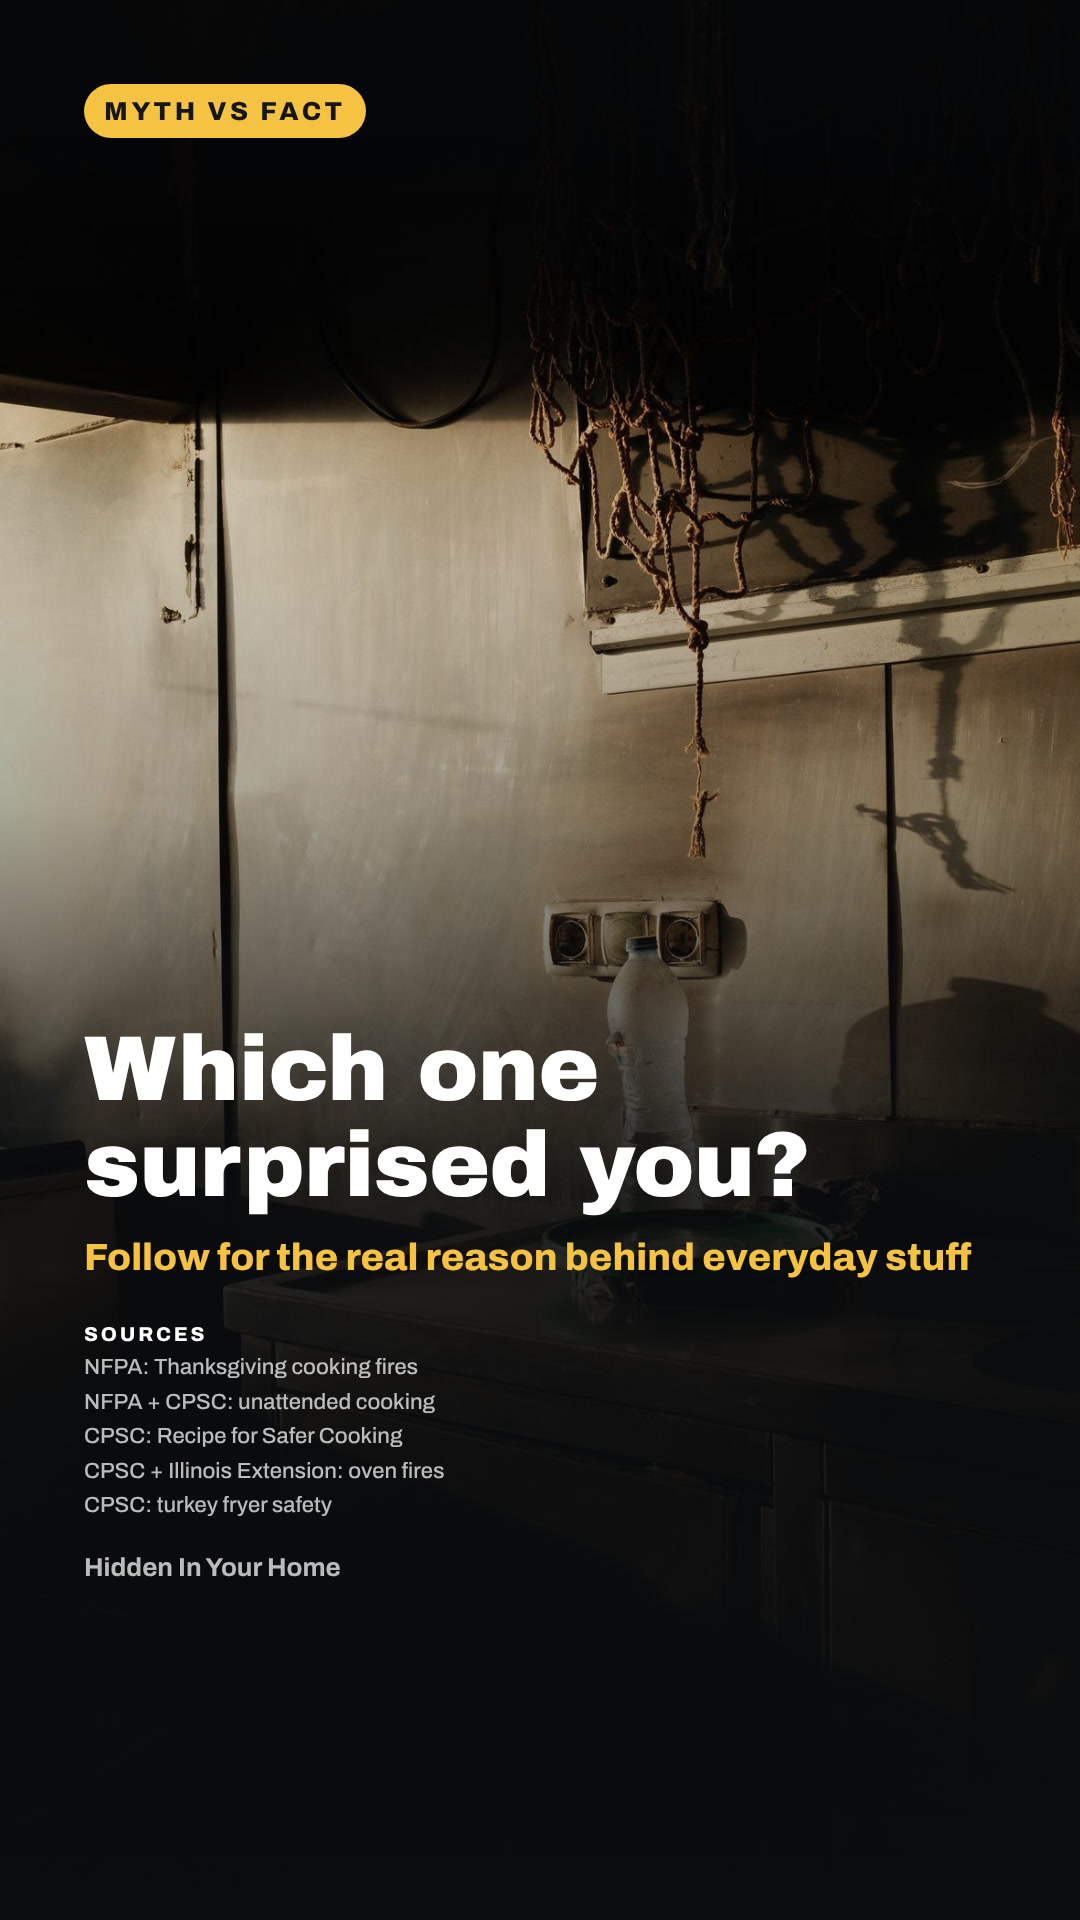 MYTH VS FACT
Which one
surprised you?
Follow for the real reason behind everyday stuff
SOURCES
NFPA: Thanksgiving cooking fires
NFPA + CPSC: unattended cooking
CPSC: Recipe for Safer Cooking
CPSC + Illinois Extension: oven fires
CPSC: turkey fryer safety
Hidden In Your Home